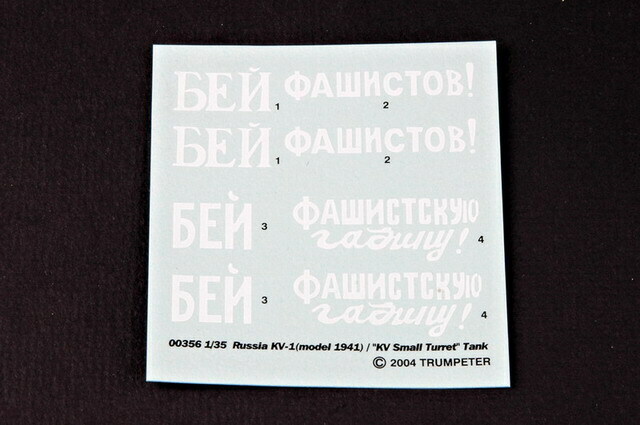 БЕЙ 1 ФАШИСТОВ! 2
БЕЙ 1 ФАШИСТОВ! 2
БЕЙ 3 ФАШИСТСКУЮ
гадину! 4
БЕЙ 3 ФАШИСТСКУЮ
гадину! 4
00356 1/35 Russia KV-1(model 1941) / "KV Small Turret" Tank
© 2004 TRUMPETER